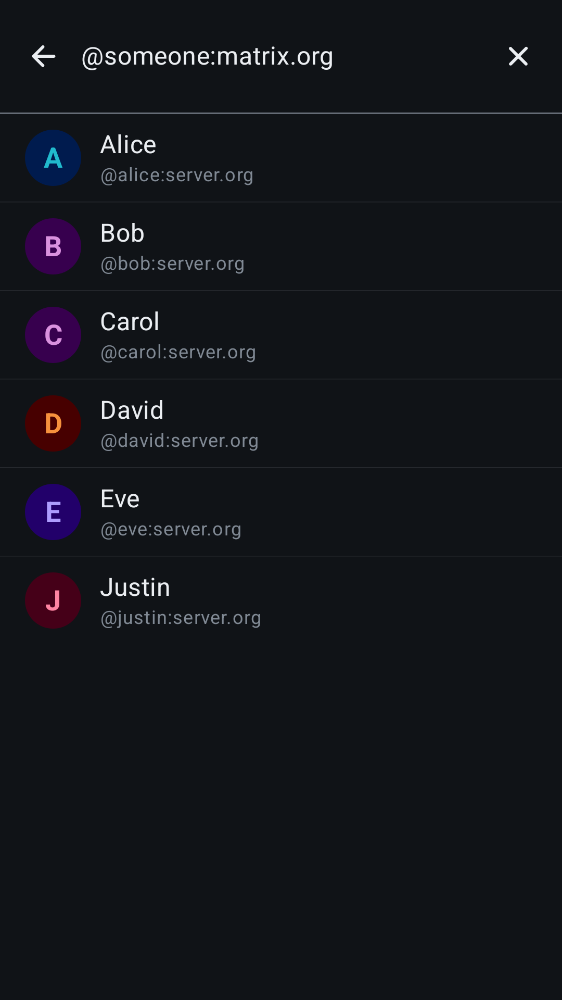 @someone:matrix.org
A
Alice
@alice:server.org
B
Bob
@bob:server.org
C
Carol
@carol:server.org
D
David
@david:server.org
E
Eve
@eve:server.org
J
Justin
@justin:server.org